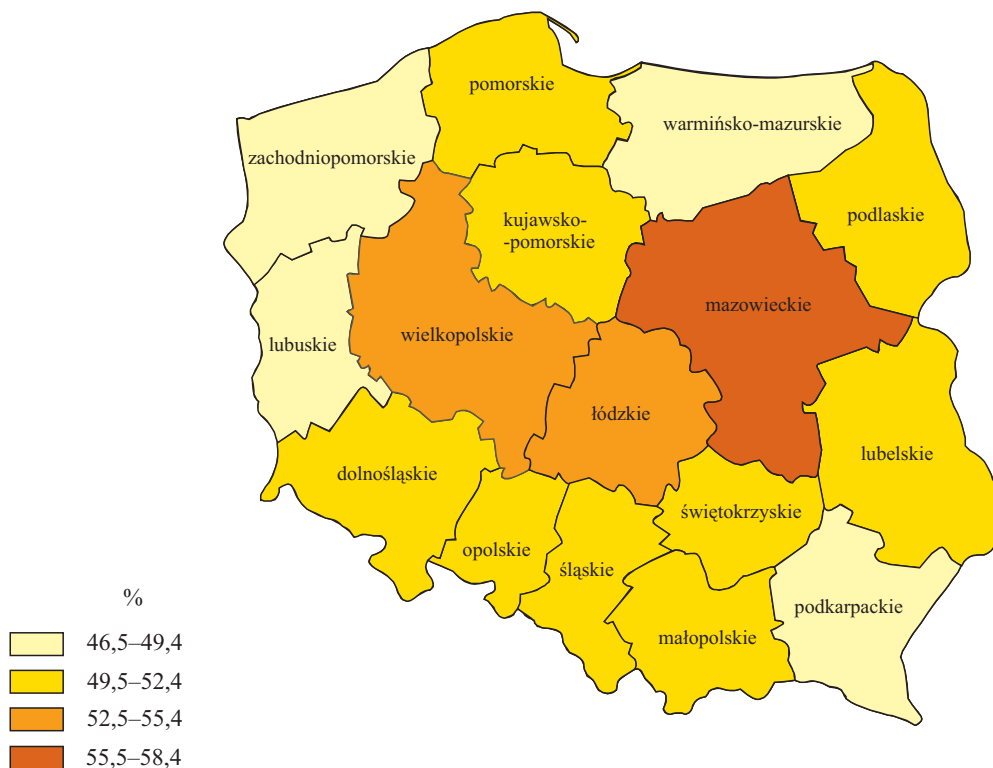 pomorskie
warmińsko-mazurskie
zachodniopomorskie
podlaskie
kujawsko-
-pomorskie
mazowieckie
wielkopolskie
lubuskie
łódzkie
lubelskie
dolnośląskie
świętokrzyskie
opolskie
śląskie
podkarpackie
małopolskie
%
46,5–49,4
49,5–52,4
52,5–55,4
55,5–58,4